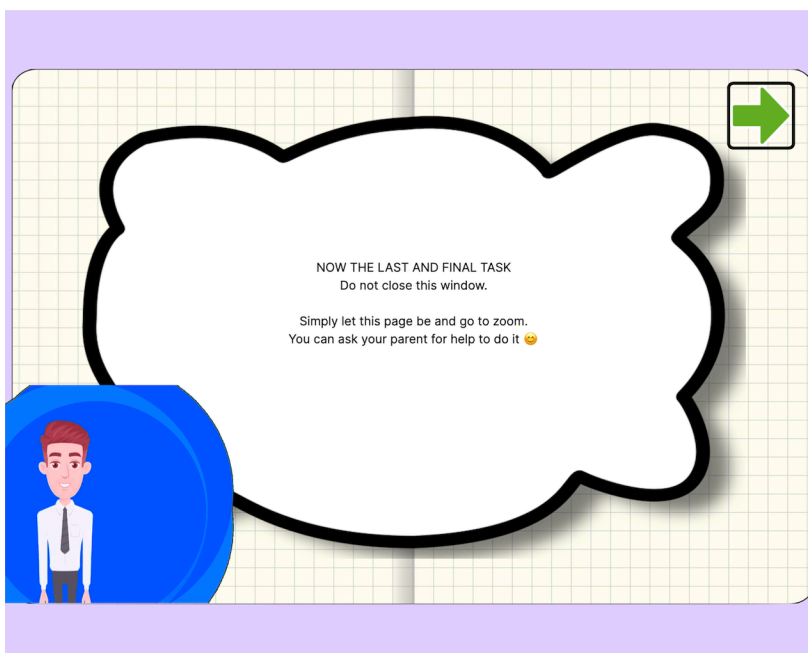 NOW THE LAST AND FINAL TASK
Do not close this window.
Simply let this page be and go to zoom.
You can ask your parent for help to do it 😊